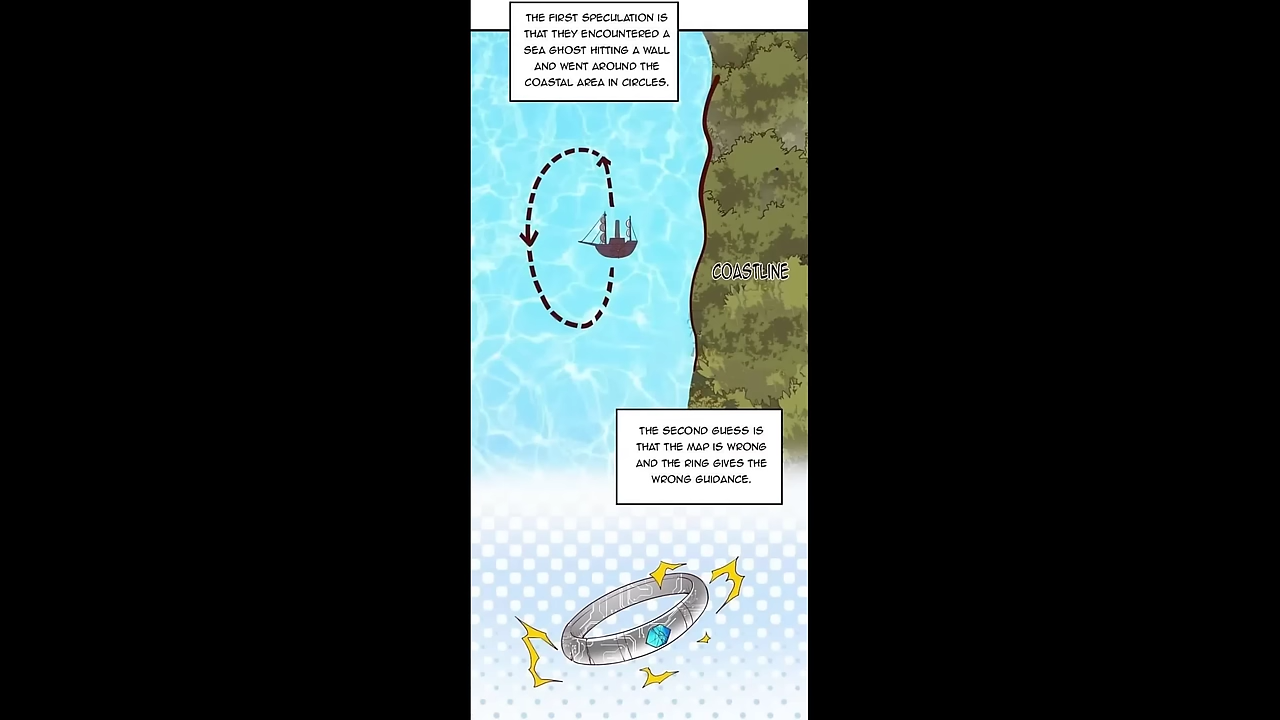 THE FIRST SPECULATION IS
THAT THEY ENCOUNTERED A
SEA GHOST HITTING A WALL
AND WENT AROUND THE
COASTAL AREA IN CIRCLES.
COASTLINE
THE SECOND GUESS IS
THAT THE MAP IS WRONG
AND THE RING GIVES THE
WRONG GUIDANCE.